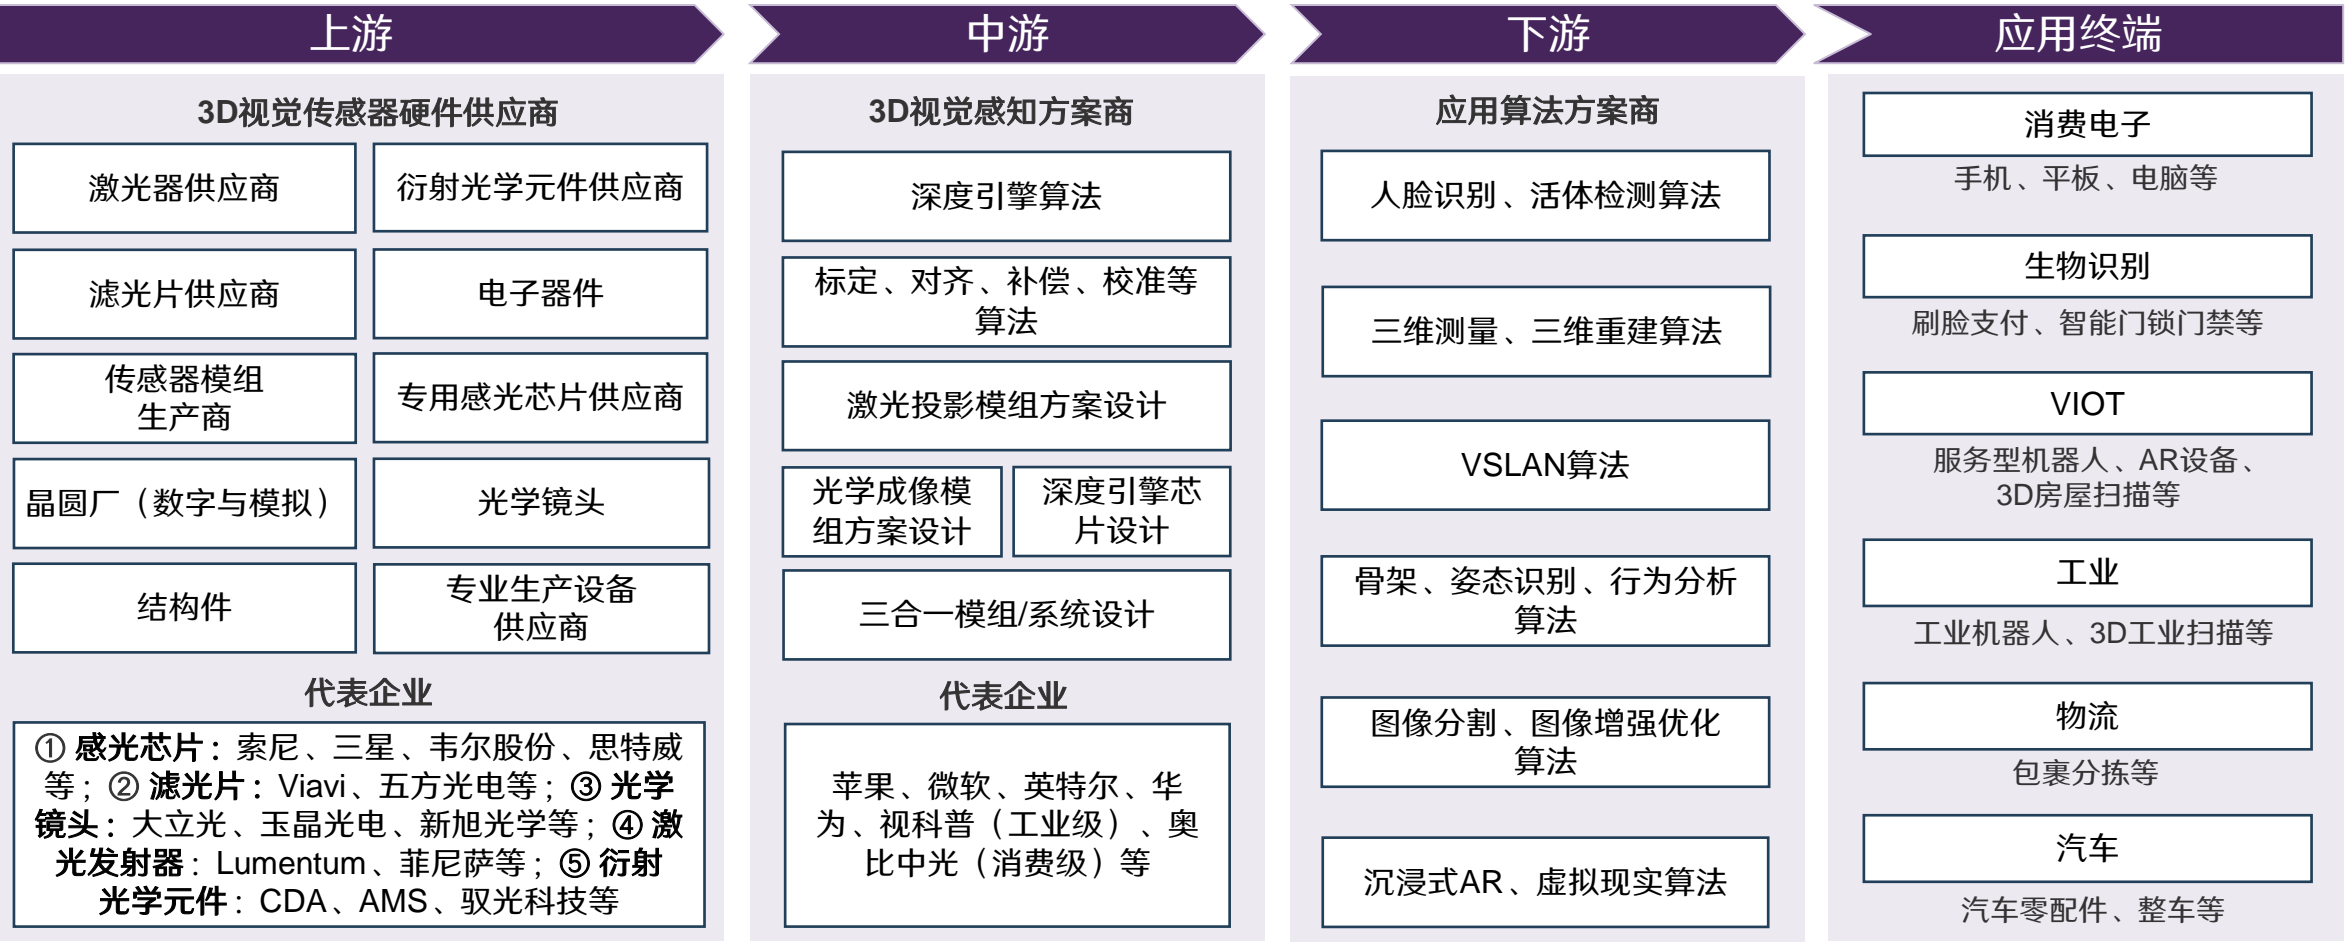 上游
3D视觉传感器硬件供应商
激光器供应商
衍射光学元件供应商
滤光片供应商
电子器件
传感器模组
生产商
专用感光芯片供应商
晶圆厂（数字与模拟）
光学镜头
结构件
专业生产设备
供应商
代表企业
① 感光芯片：索尼、三星、韦尔股份、思特威
等；② 滤光片：Viavi、五方光电等；③ 光学
镜头：大立光、玉晶光电、新旭光学等；④ 激
光发射器：Lumentum、菲尼萨等；⑤ 衍射
光学元件：CDA、AMS、驭光科技等
中游
3D视觉感知方案商
深度引擎算法
标定、对齐、补偿、校准等
算法
激光投影模组方案设计
光学成像模
组方案设计
深度引擎芯
片设计
三合一模组/系统设计
代表企业
苹果、微软、英特尔、华
为、视科普（工业级）、奥
比中光（消费级）等
下游
应用算法方案商
人脸识别、活体检测算法
三维测量、三维重建算法
VSLAN算法
骨架、姿态识别、行为分析
算法
图像分割、图像增强优化
算法
沉浸式AR、虚拟现实算法
应用终端
消费电子
手机、平板、电脑等
生物识别
刷脸支付、智能门锁门禁等
VIOT
服务型机器人、AR设备、
3D房屋扫描等
工业
工业机器人、3D工业扫描等
物流
包裹分拣等
汽车
汽车零配件、整车等